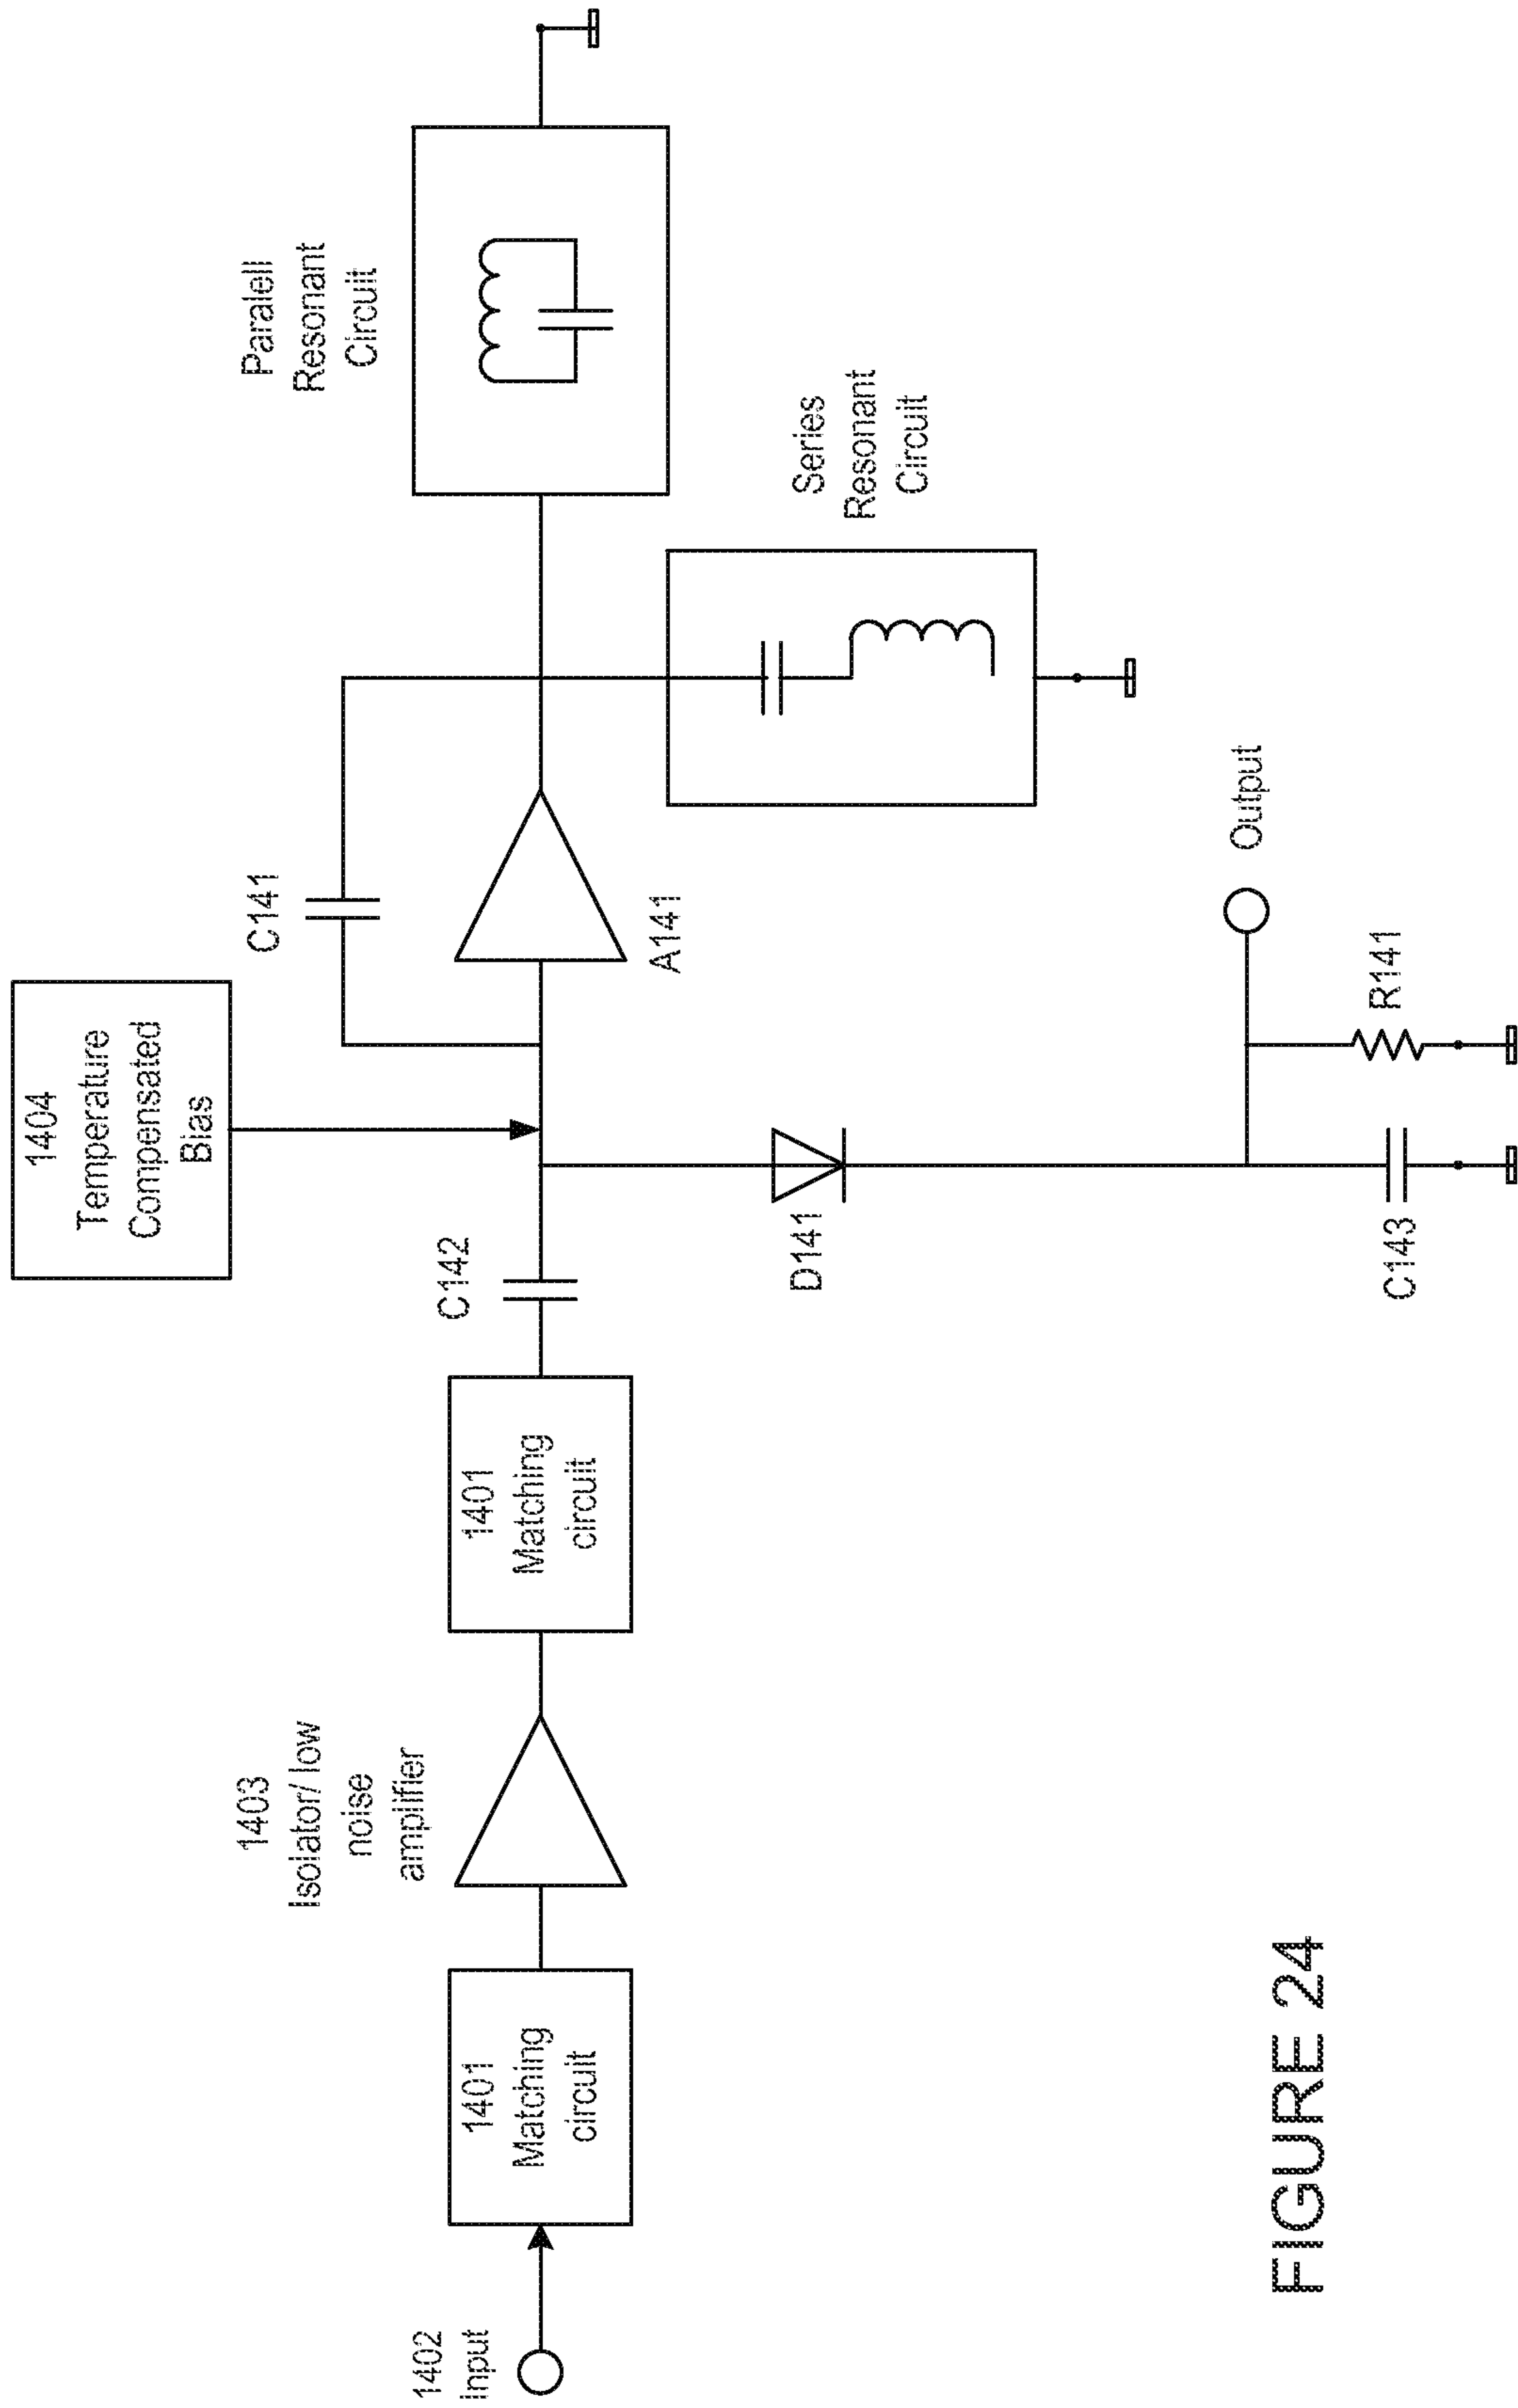 1402
Input
1401
Matching
circuit
1403
Isolator/ low
noise
amplifier
1401
Matching
circuit
C142
1404
Temperature
Compensated
Bias
C141
A141
Paralell
Resonant
Circuit
Series
Resonant
Circuit
D141
Output
R141
C143
FIGURE 24